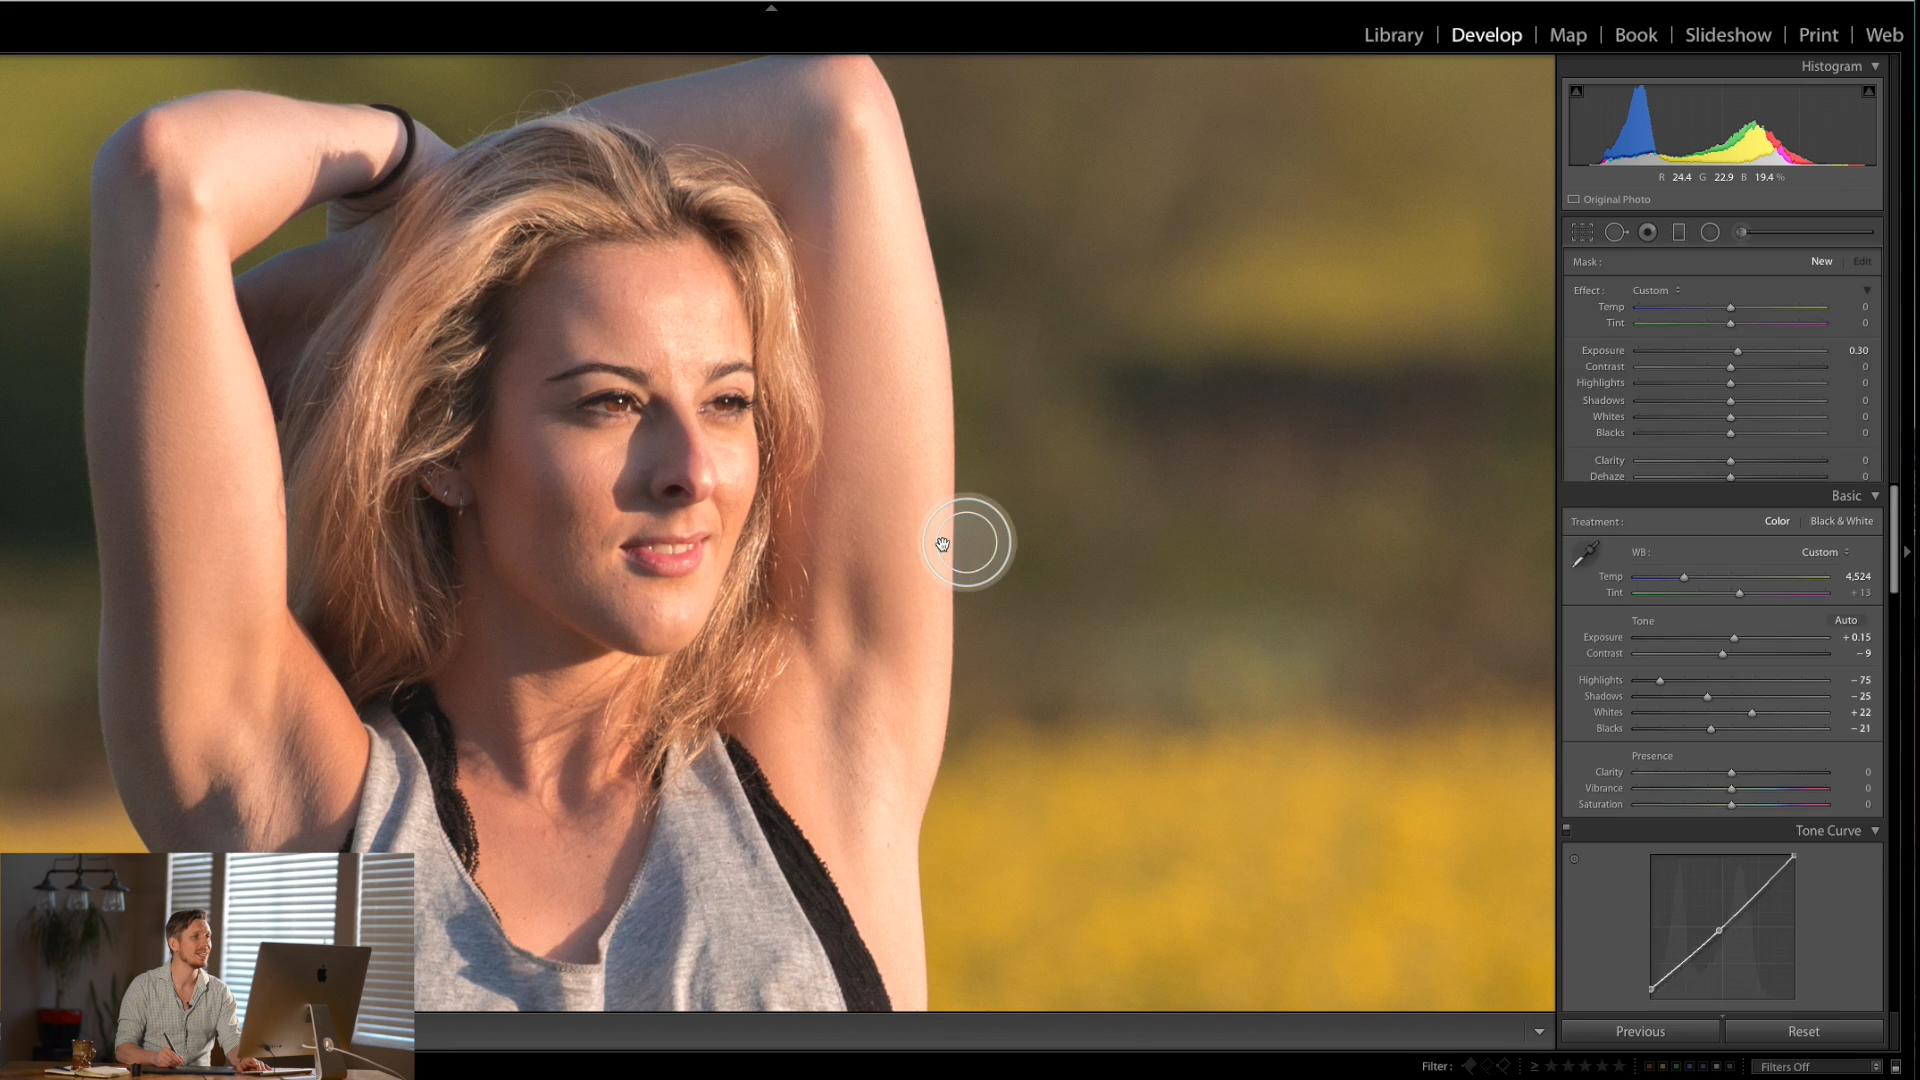 Library | Develop | Map | Book | Slideshow | Print | Web
Histogram
R 24.4 G 22.9 B 19.4 %
Original Photo
Mask : New | Edit
Effect : Custom
Temp 0
Tint 0
Exposure 0.30
Contrast 0
Highlights 0
Shadows 0
Whites 0
Blacks 0
Clarity 0
Dehaze
Basic
Treatment : Color | Black & White
WB : Custom
Temp 4,524
Tint + 13
Tone Auto
Exposure + 0.15
Contrast – 9
Highlights – 75
Shadows – 25
Whites + 22
Blacks – 21
Presence
Clarity 0
Vibrance 0
Saturation 0
Tone Curve
Previous Reset
Filter : ≥ Filters Off